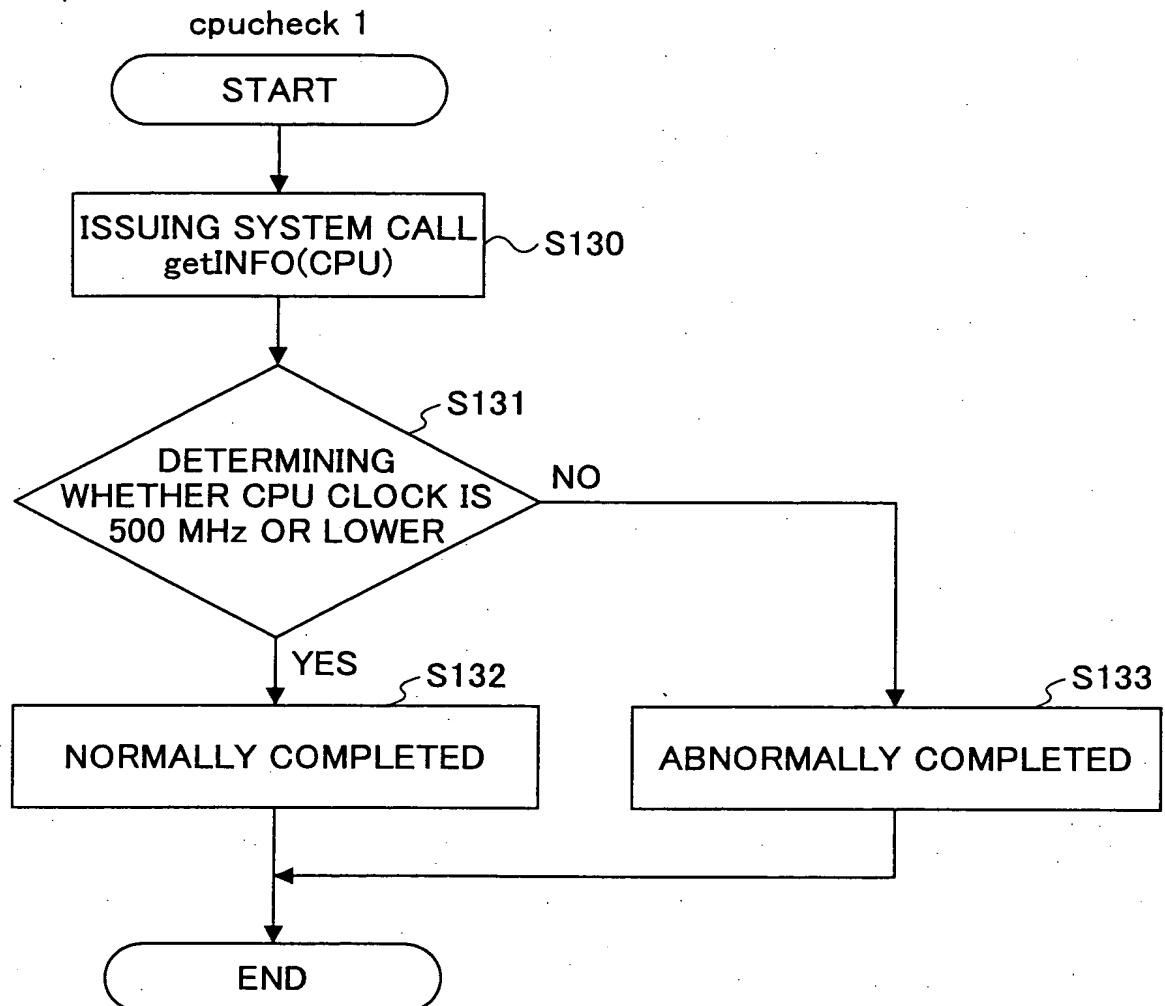 cpucheck 1
START
ISSUING SYSTEM CALL
getINFO(CPU)
S130
S131
DETERMINING
WHETHER CPU CLOCK IS
500 MHz OR LOWER
NO
YES
S132
NORMALLY COMPLETED
S133
ABNORMALLY COMPLETED
END